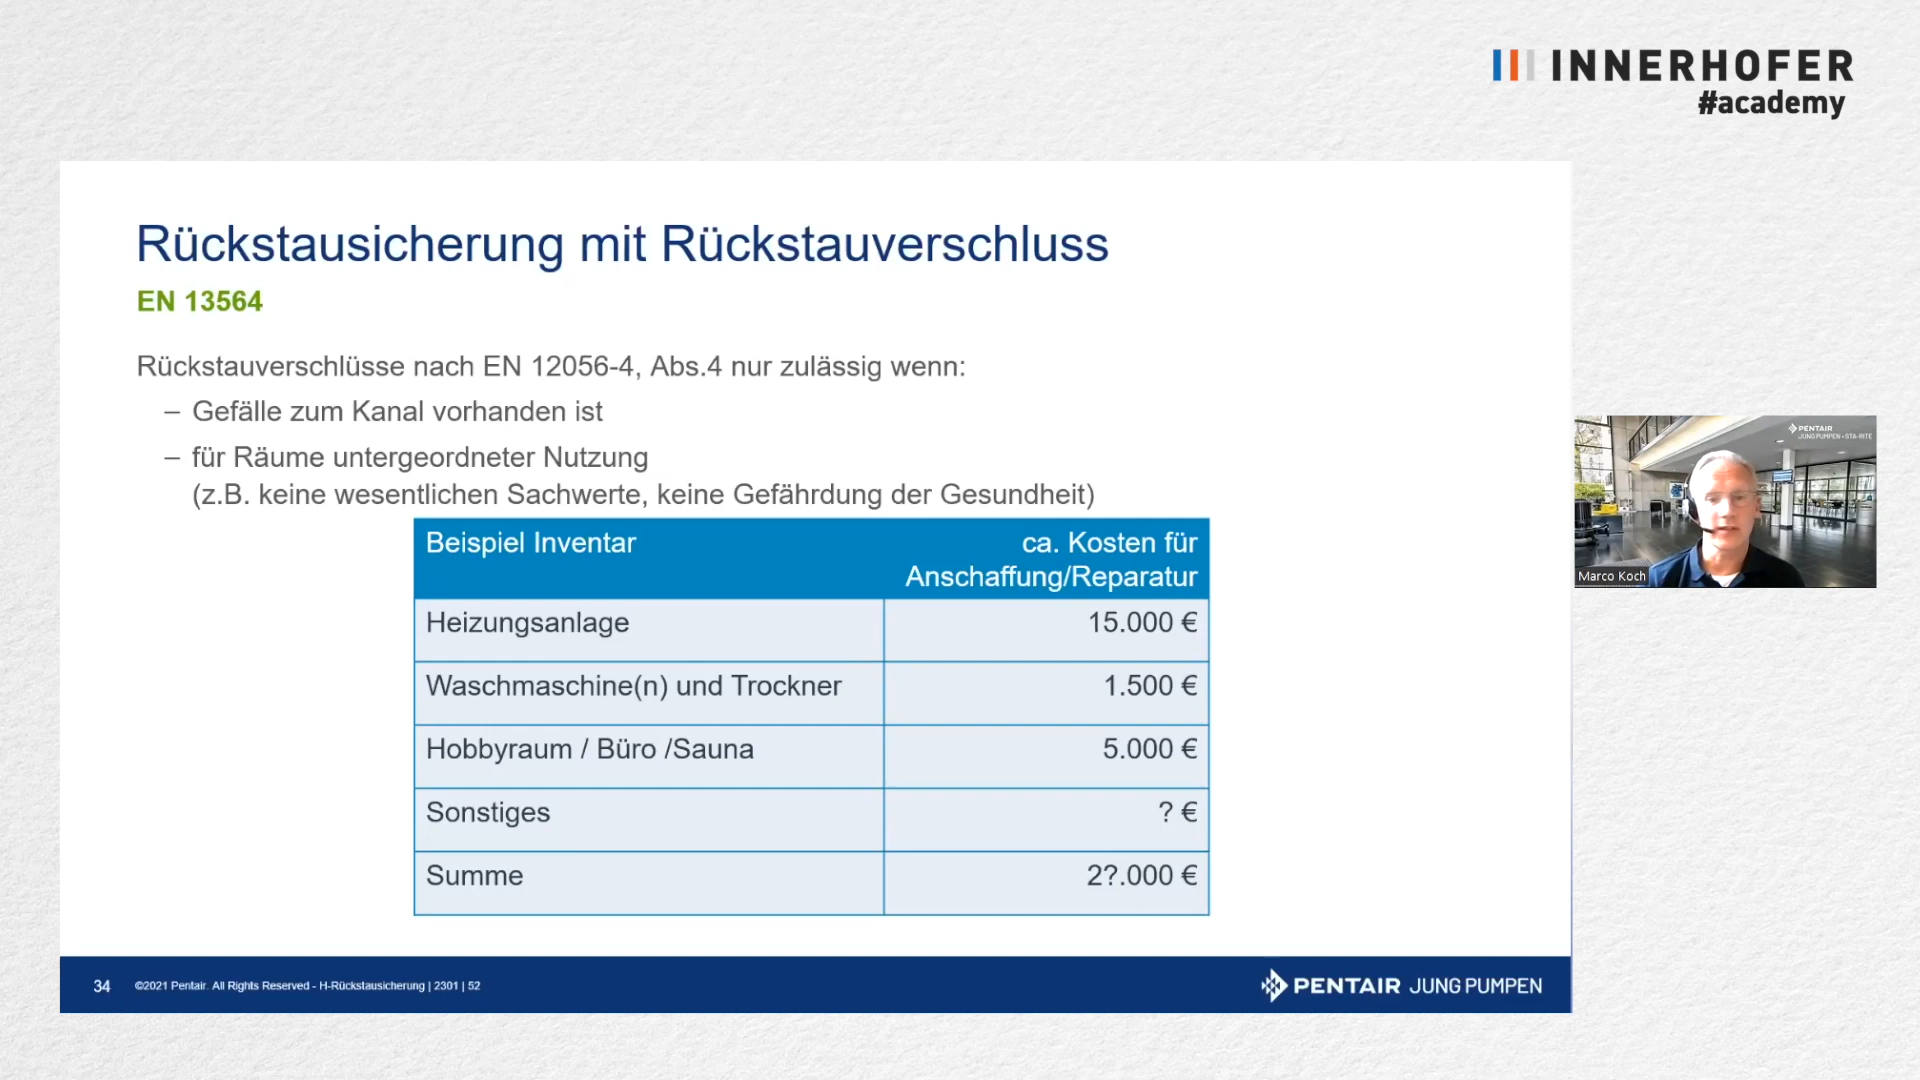 INNERHOFER
#academy
Rückstausicherung mit Rückstauverschluss
EN 13564
Rückstauverschlüsse nach EN 12056-4, Abs.4 nur zulässig wenn:
– Gefälle zum Kanal vorhanden ist
– für Räume untergeordneter Nutzung
(z.B. keine wesentlichen Sachwerte, keine Gefährdung der Gesundheit)
Beispiel Inventar ca. Kosten für
Anschaffung/Reparatur
Heizungsanlage 15.000 €
Waschmaschine(n) und Trockner 1.500 €
Hobbyraum / Büro /Sauna 5.000 €
Sonstiges ? €
Summe 2?.000 €
PENTAIR
JUNG PUMPEN • STA-RITE
Marco Koch
34 ©2021 Pentair. All Rights Reserved - H-Rückstausicherung | 2301 | 52
PENTAIR JUNG PUMPEN